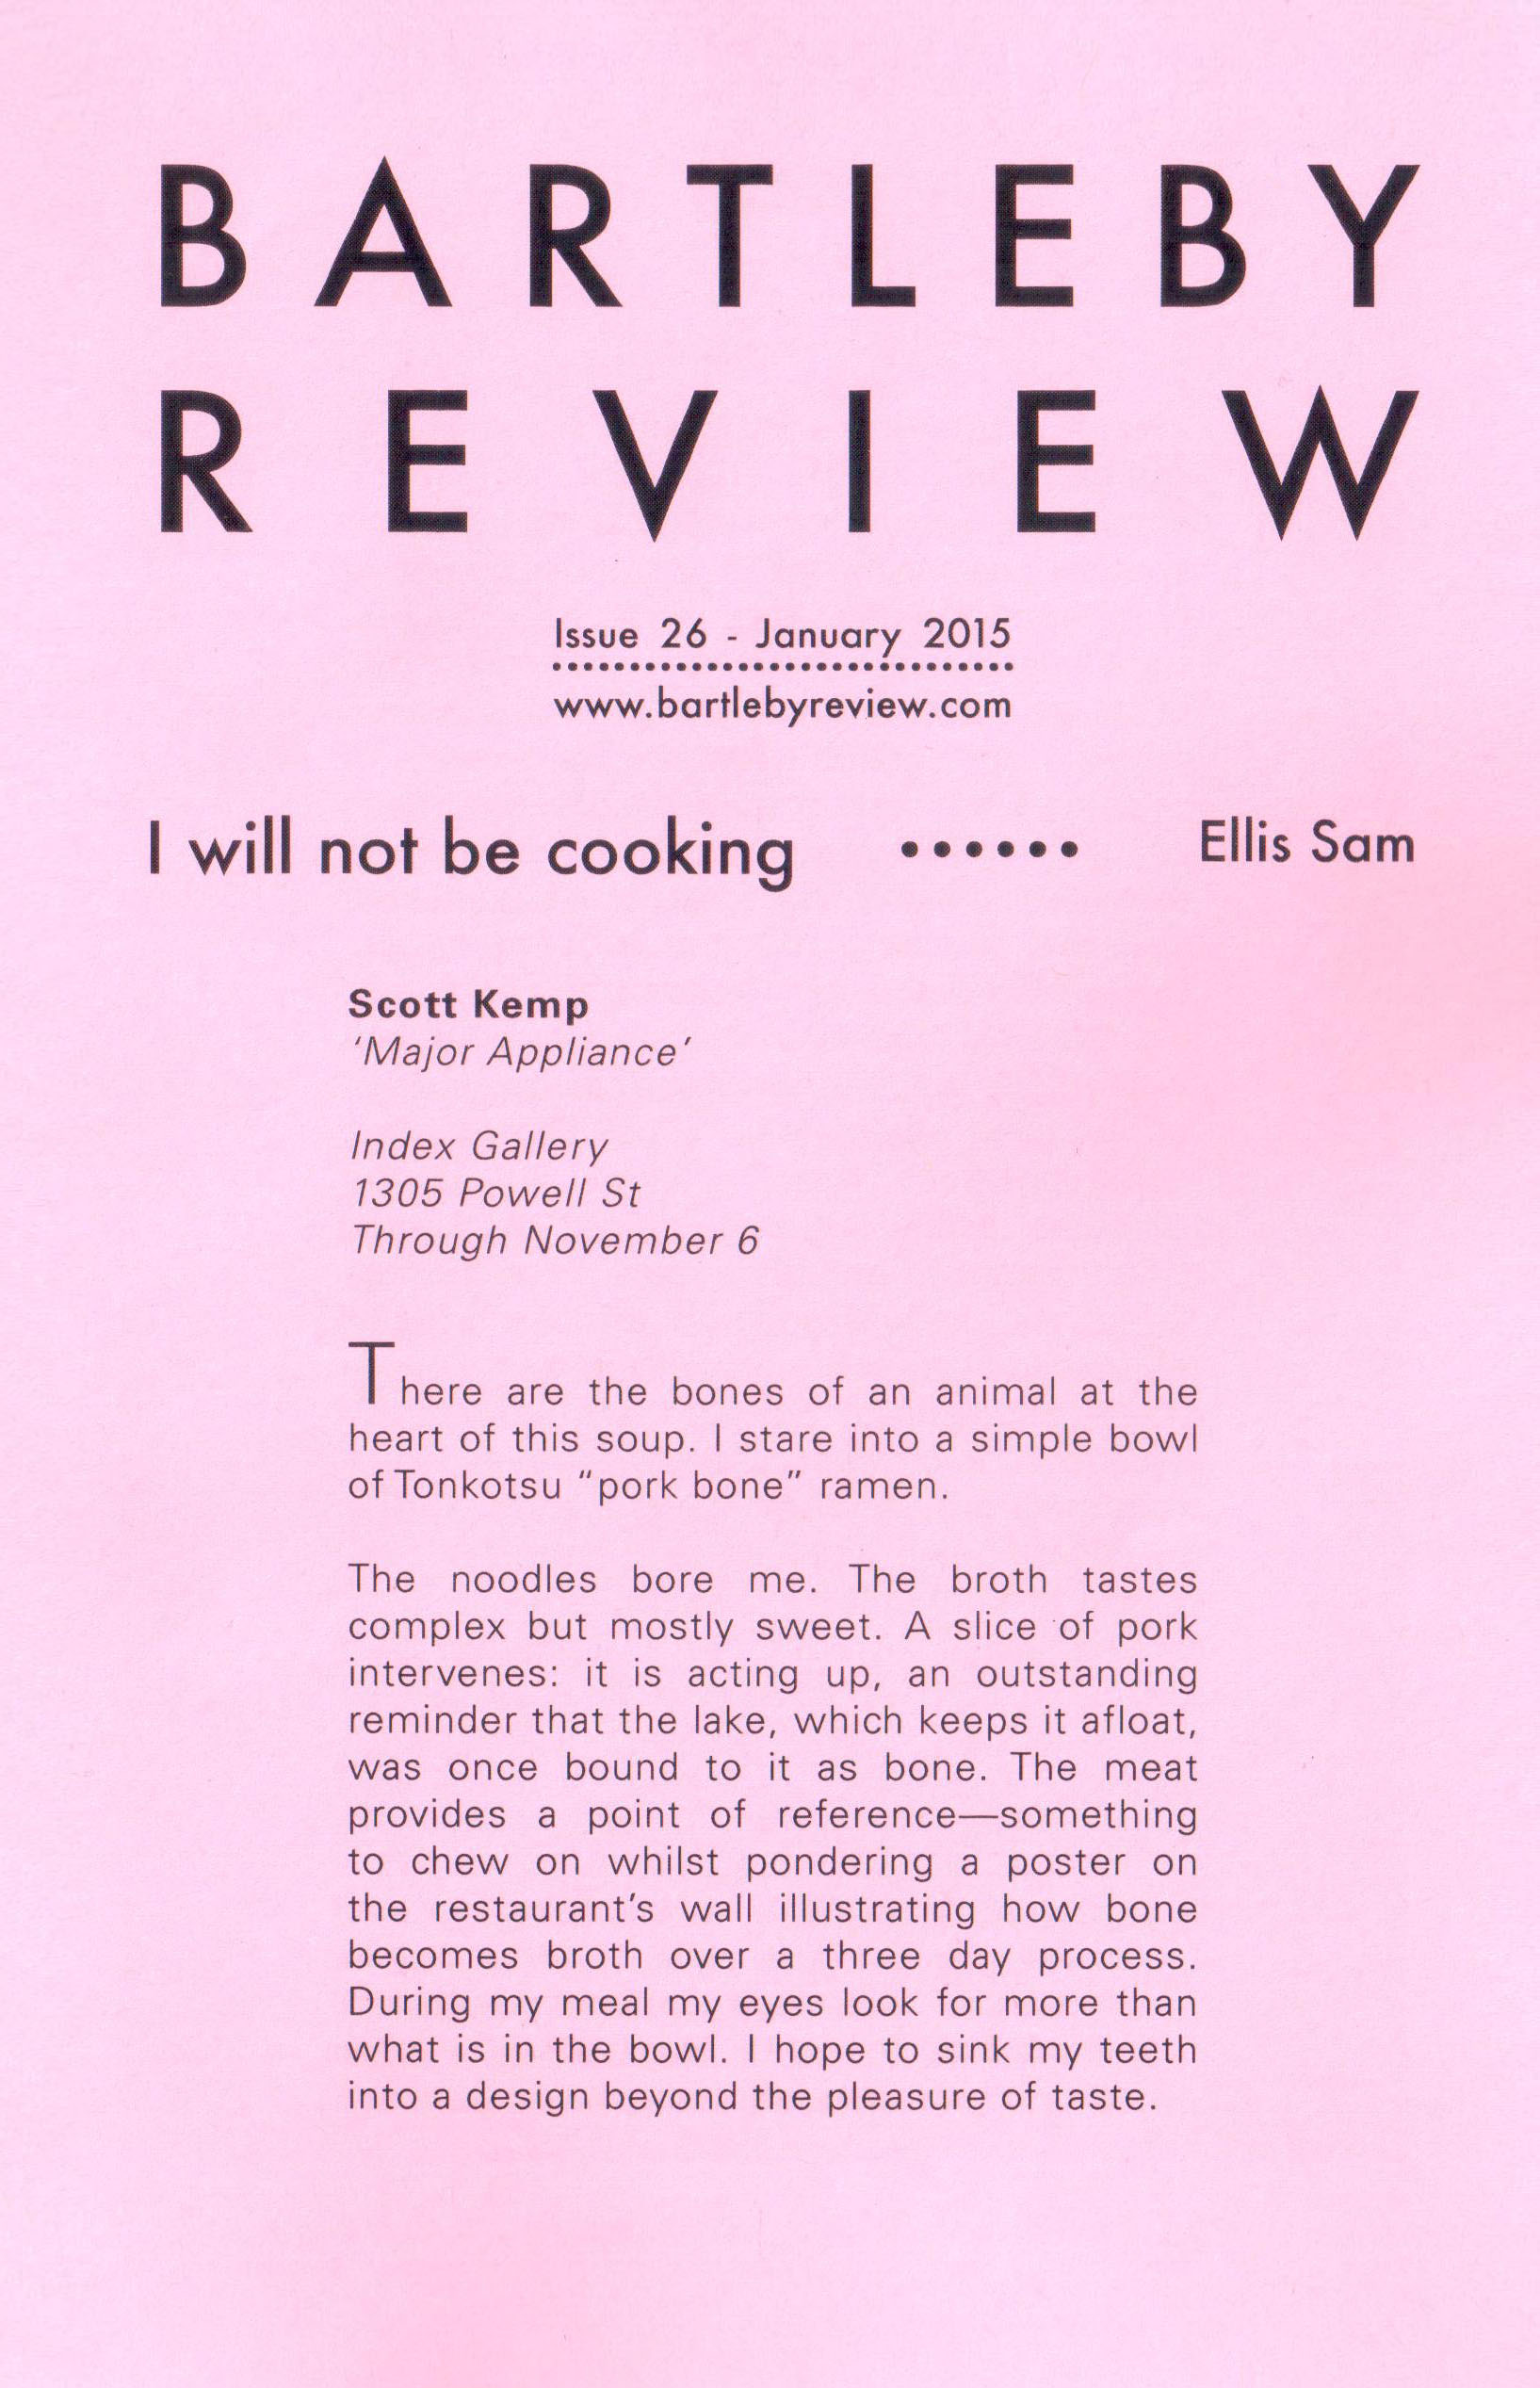 BARTLEBY
REVIEW
Issue 26 - January 2015
www.bartlebyreview.com
I will not be cooking •••••• Ellis Sam
Scott Kemp
‘Major Appliance’
Index Gallery
1305 Powell St
Through November 6
There are the bones of an animal at the
heart of this soup. I stare into a simple bowl
of Tonkotsu “pork bone” ramen.
The noodles bore me. The broth tastes
complex but mostly sweet. A slice of pork
intervenes: it is acting up, an outstanding
reminder that the lake, which keeps it afloat,
was once bound to it as bone. The meat
provides a point of reference—something
to chew on whilst pondering a poster on
the restaurant’s wall illustrating how bone
becomes broth over a three day process.
During my meal my eyes look for more than
what is in the bowl. I hope to sink my teeth
into a design beyond the pleasure of taste.